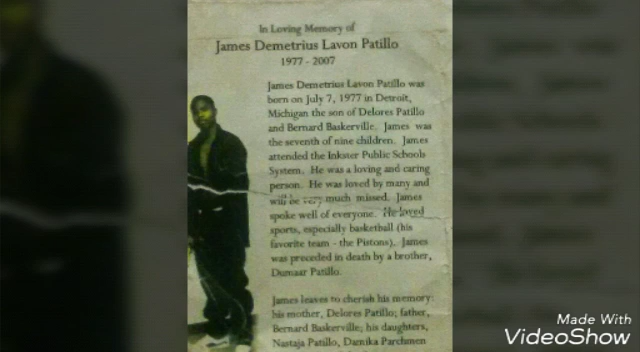 In Loving Memory of
James Demetrius Lavon Patillo
1977 - 2007
James Demetrius Lavon Patillo was
born on July 7, 1977 in Detroit,
Michigan the son of Delores Patillo
and Bernard Baskerville. James was
the seventh of nine children. James
attended the Inkster Public Schools
System. He was a loving and caring
person. He was loved by many and
will be very much missed. James
spoke well of everyone. He loved
sports, especially basketball (his
favorite team - the Pistons). James
was preceded in death by a brother,
Dumaar Patillo.
James leaves to cherish his memory:
his mother, Delores Patillo; father,
Bernard Baskerville; his daughters,
Nastaja Patillo, Damika Parchmen
Made With
VideoShow